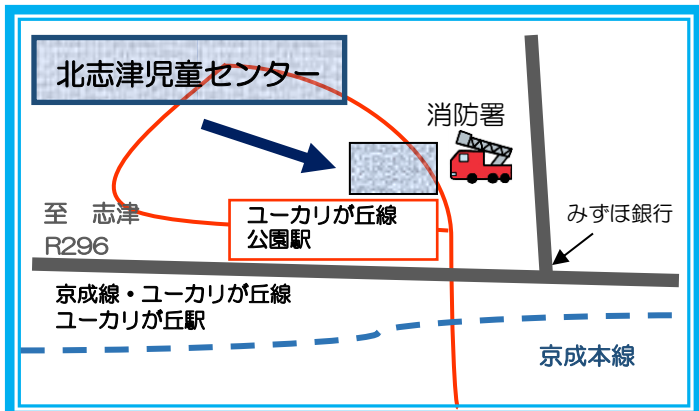 北志津児童センター
消防署
至 志津
R296
ユーカリが丘線
公園駅
みずほ銀行
京成線・ユーカリが丘線
ユーカリが丘駅
京成本線